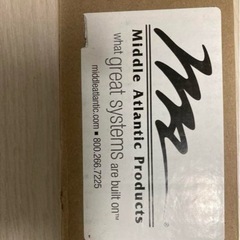 Middle Atlantic Products
what great systems are built on™
middleatlantic.com ■ 800.266.7225